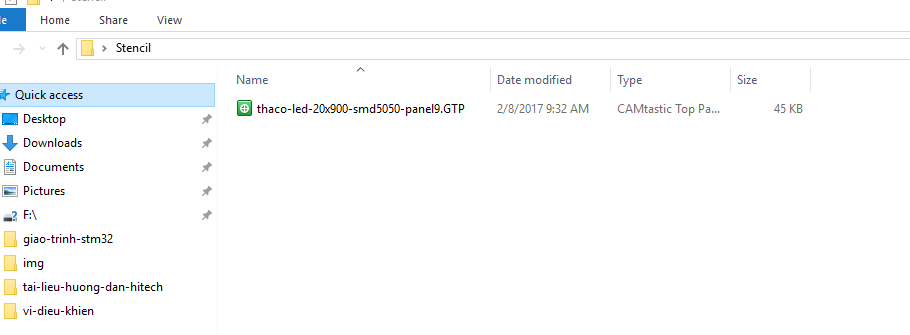 Home Share View
Stencil
Name Date modified Type Size
Quick access
thaco-led-20x900-smd5050-panel9.GTP 2/8/2017 9:32 AM CAMtastic Top Pa... 45 KB
Desktop
Downloads
Documents
Pictures
F:\
giao-trinh-stm32
img
tai-lieu-huong-dan-hitech
vi-dieu-khien